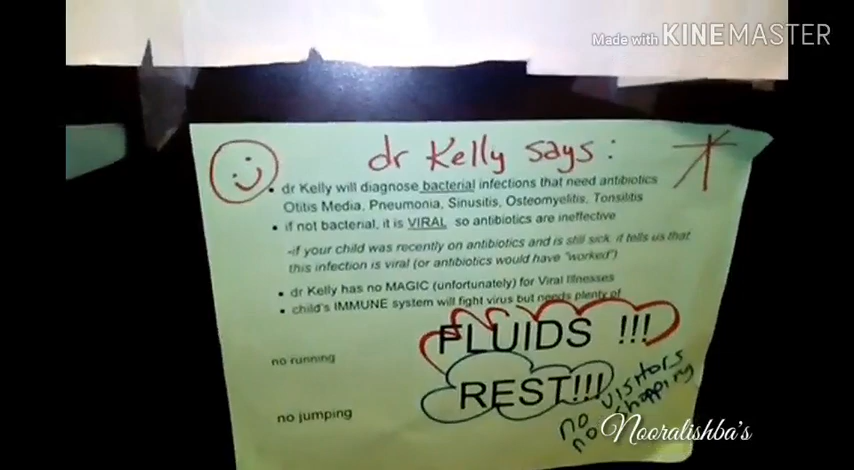 Made with KINEMASTER
dr Kelly says:
dr Kelly will diagnose bacterial infections that need antibiotics
Otitis Media, Pneumonia, Sinusitis, Osteomyelitis, Tonsilitis
if not bacterial, it is VIRAL so antibiotics are ineffective
-if your child was recently on antibiotics and is still sick, it tells us that
this infection is viral (or antibiotics would have "worked")
dr Kelly has no MAGIC (unfortunately) for Viral Illnesses
child's IMMUNE system will fight virus but needs plenty of
FLUIDS !!!
no running
REST!!!
no jumping
no visitors
no shopping
Nooralishba's